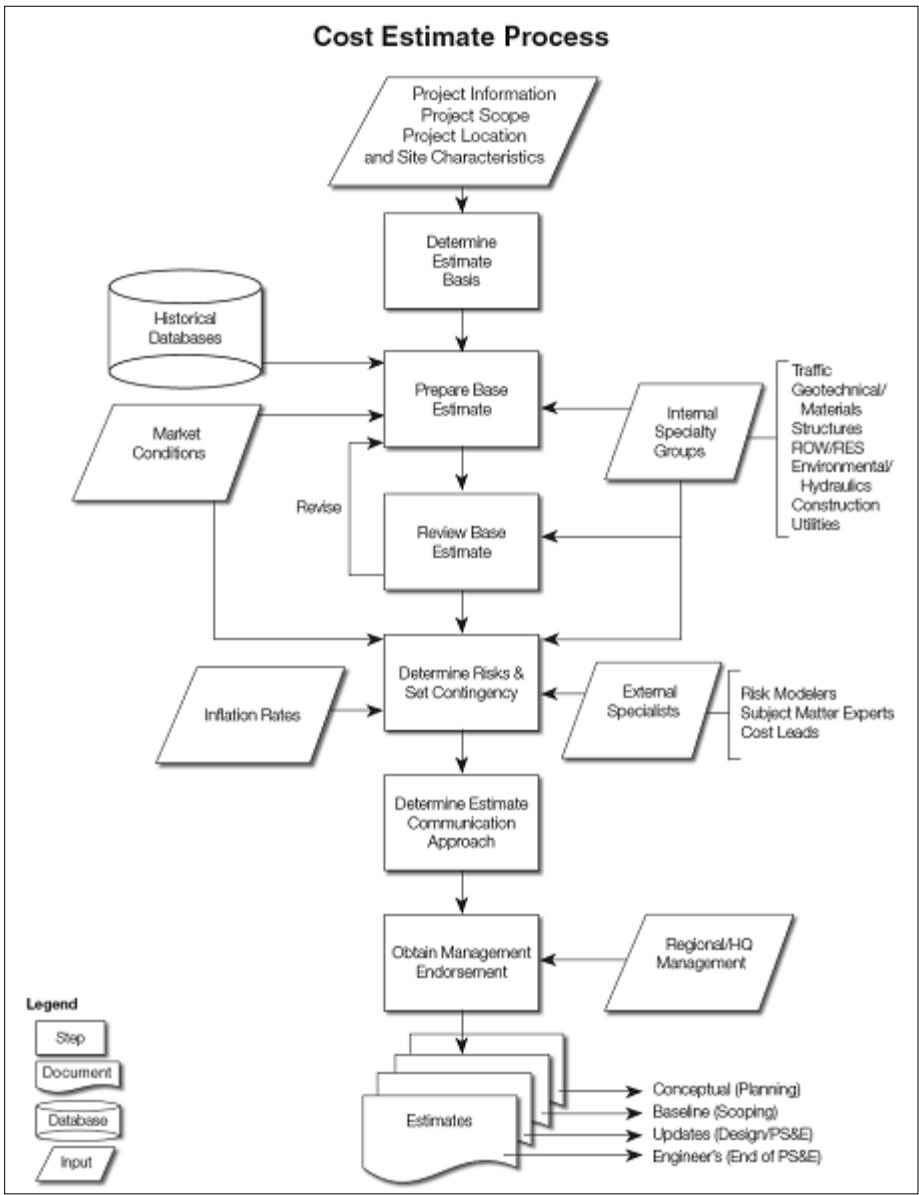 Cost Estimate Process
Project Information
Project Scope
Project Location
and Site Characteristics
Determine
Estimate
Basis
Historical
Databases
Prepare Base
Estimate
Market
Conditions
Internal
Specialty
Groups
Traffic
Geotechnical/
Materials
Structures
ROW/RES
Environmental/
Hydraulics
Construction
Utilities
Revise
Review Base
Estimate
Determine Risks &
Set Contingency
Inflation Rates
External
Specialists
Risk Modelers
Subject Matter Experts
Cost Leads
Determine Estimate
Communication
Approach
Obtain Management
Endorsement
Regional/HQ
Management
Legend
Step
Document
Database
Input
Estimates
Conceptual (Planning)
Baseline (Scoping)
Updates (Design/PS&E)
Engineer's (End of PS&E)